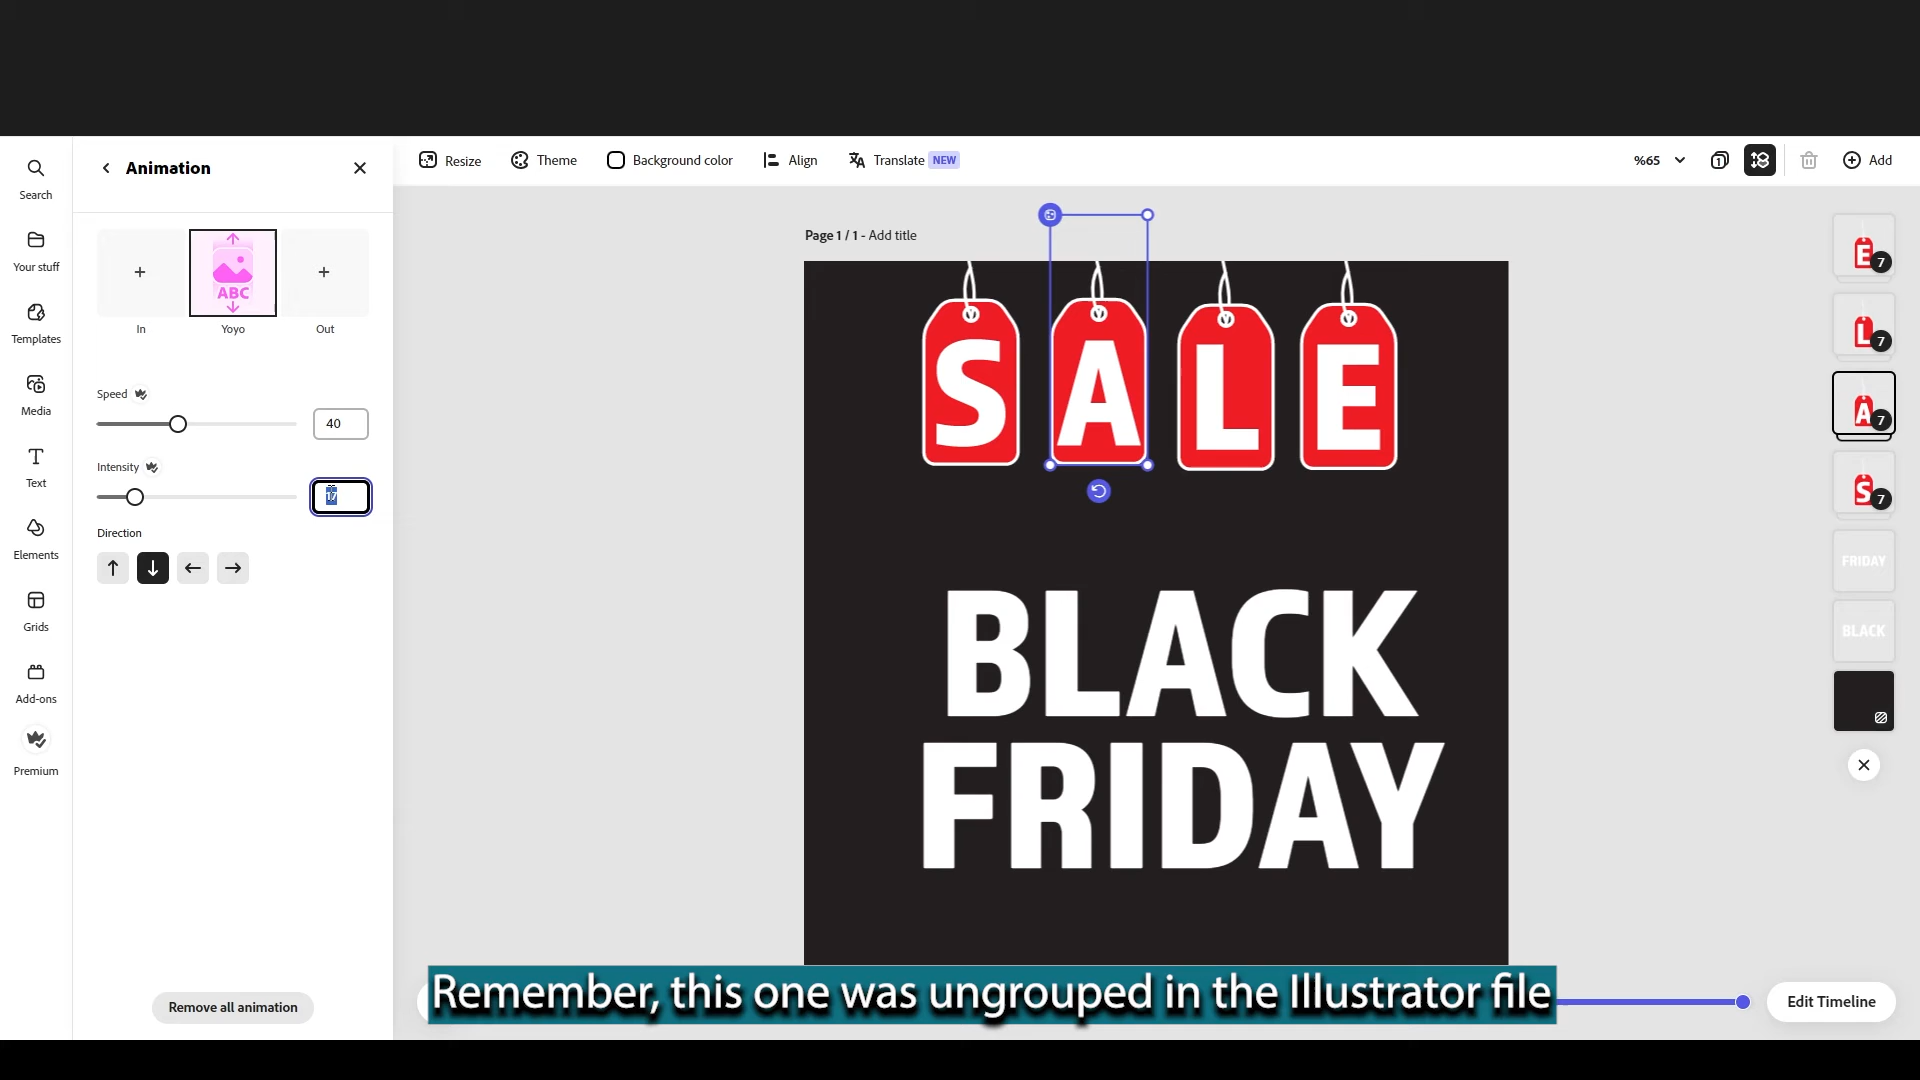 Search
Your stuff
Templates
Media
Text
Elements
Grids
Add-ons
Premium
Animation
ABC
In
Yoyo
Out
Speed
40
Intensity
17
Direction
Remove all animation
Resize
Theme
Background color
Align
Translate NEW
%65
1
Add
Page 1 / 1 - Add title
S A L E
BLACK
FRIDAY
E 7
L 7
A 7
S 7
FRIDAY
BLACK
Remember, this one was ungrouped in the Illustrator file
Edit Timeline